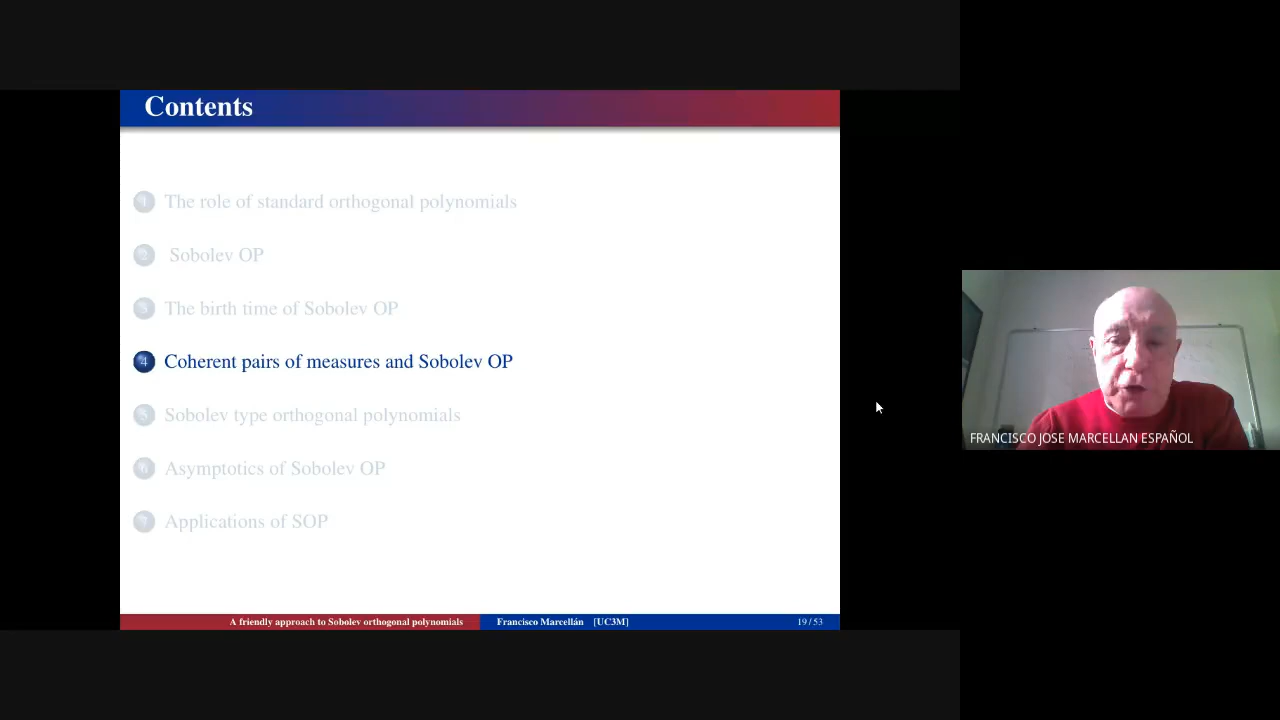 Contents
1 The role of standard orthogonal polynomials
2 Sobolev OP
3 The birth time of Sobolev OP
4 Coherent pairs of measures and Sobolev OP
5 Sobolev type orthogonal polynomials
6 Asymptotics of Sobolev OP
7 Applications of SOP
A friendly approach to Sobolev orthogonal polynomials Francisco Marcellán [UC3M] 19 / 53
FRANCISCO JOSE MARCELLAN ESPAÑOL